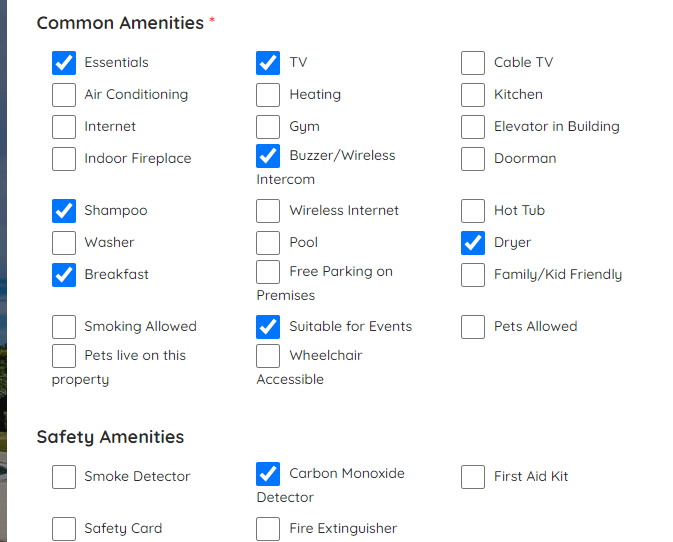 Common Amenities *
Essentials TV Cable TV
Air Conditioning Heating Kitchen
Internet Gym Elevator in Building
Indoor Fireplace Buzzer/Wireless Intercom Doorman
Shampoo Wireless Internet Hot Tub
Washer Pool Dryer
Breakfast Free Parking on Premises Family/Kid Friendly
Smoking Allowed Suitable for Events Pets Allowed
Pets live on this property Wheelchair Accessible
Safety Amenities
Smoke Detector Carbon Monoxide Detector First Aid Kit
Safety Card Fire Extinguisher